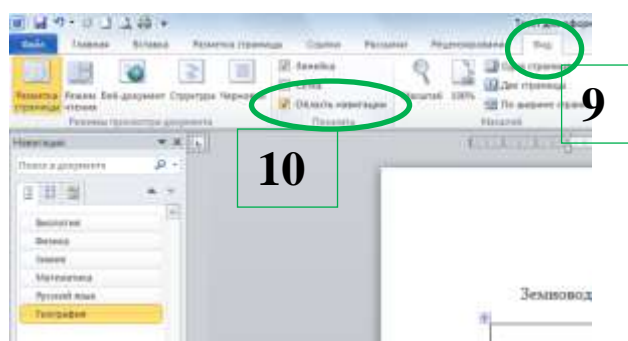 Файл Главная Вставка Разметка страницы Ссылки Рассылки Рецензирование Вид
Линейка
Сетка
Область навигации
Разметка страницы
Режим чтения
Веб-документ Структура Черновик
Масштаб 100%
Одна страница
Две страницы
По ширине страницы
Режимы просмотра документа Показать Масштаб
9
10
Навигация
Поиск в документе
Биология
Физика
Химия
Математика
Русский язык
География
Земновод